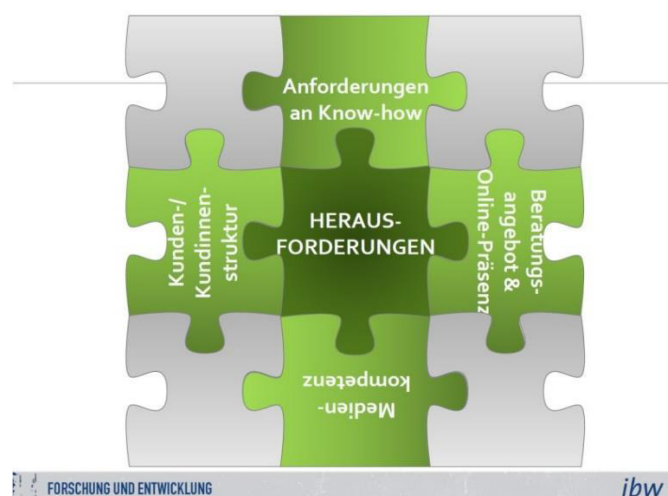 Anforderungen
an Know-how
Kunden-/
Kundinnen-
struktur
HERAUS-
FORDERUNGEN
Beratungs-
angebot &
Online-Präsenz
Medien-
kompetenz
FORSCHUNG UND ENTWICKLUNG
ibw